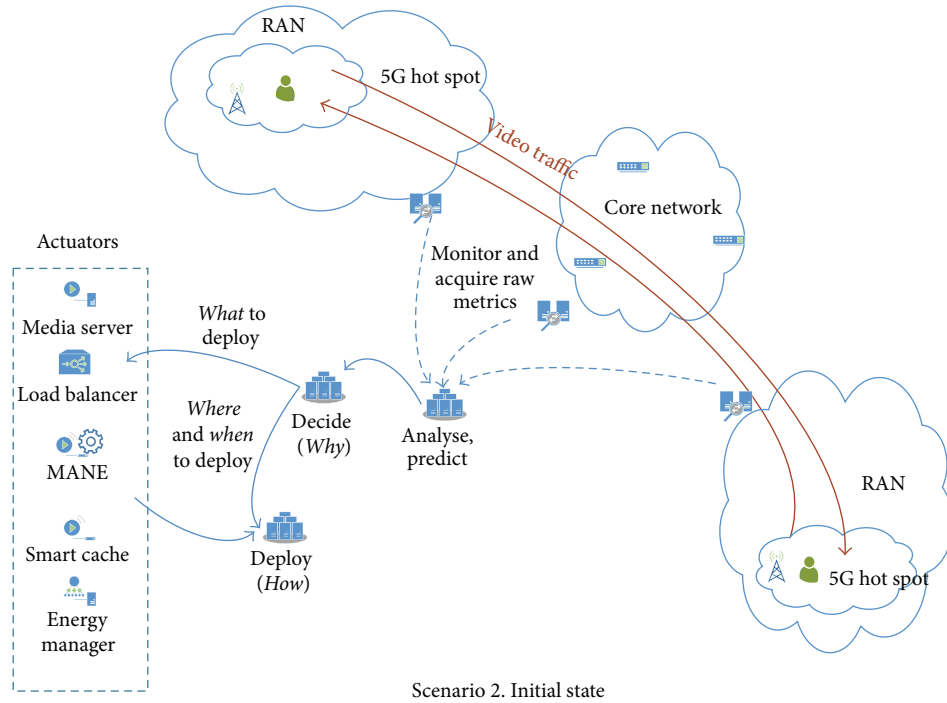 RAN
5G hot spot
Video traffic
Core network
Actuators
Monitor and
acquire raw
metrics
Media server
What to
deploy
Load balancer
Where
and when
to deploy
Decide
(Why)
Analyse,
predict
MANE
RAN
Smart cache
Deploy
(How)
5G hot spot
Energy
manager
Scenario 2. Initial state